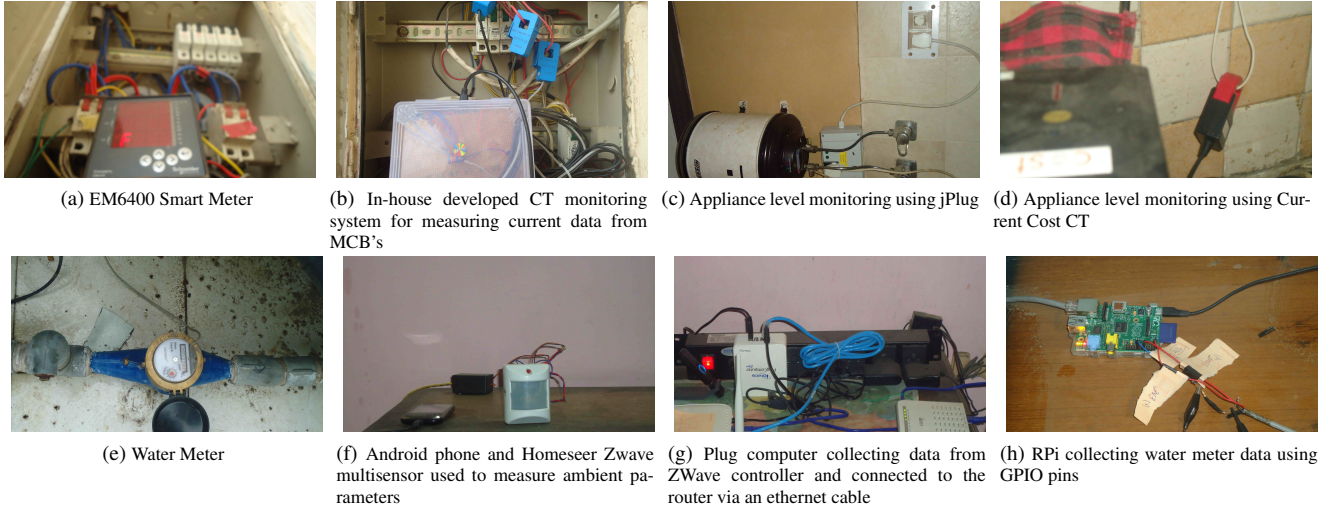 (a) EM6400 Smart Meter
(b) In-house developed CT monitoring
system for measuring current data from
MCB's
(c) Appliance level monitoring using jPlug
(d) Appliance level monitoring using Cur-
rent Cost CT
(e) Water Meter
(f) Android phone and Homeseer Zwave
multisensor used to measure ambient pa-
rameters
(g) Plug computer collecting data from
ZWave controller and connected to the
router via an ethernet cable
(h) RPi collecting water meter data using
GPIO pins